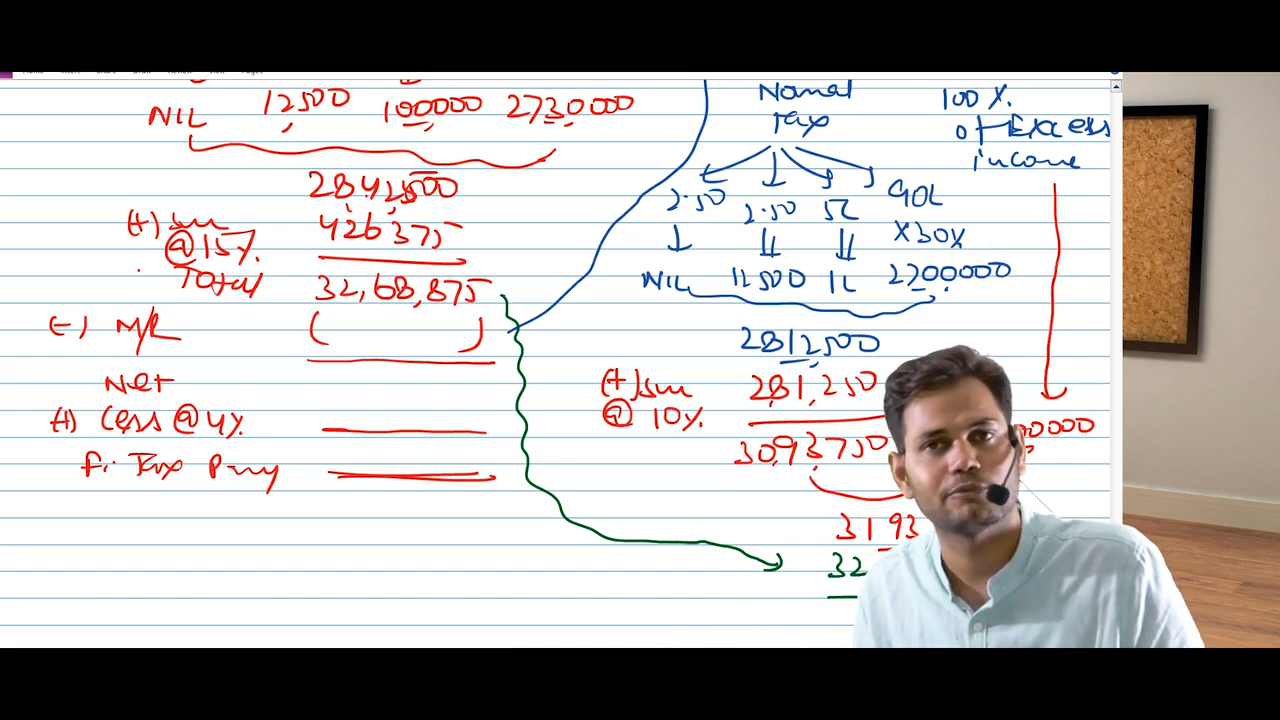 NIL 12500 100000 2730000
2842500
(+) sur @ 15% 426375
Total 32,68,875
(-) M/R ( )
Net
(+) Cess @ 4%
Tax Pay
Normal Tax
2.50 2.50 5L 90L
X30%
NIL 12500 1L 2700000
2812500
(+) sur @ 10% 281,250
3093750
100 %.
of Excess
income
0000
3193
32